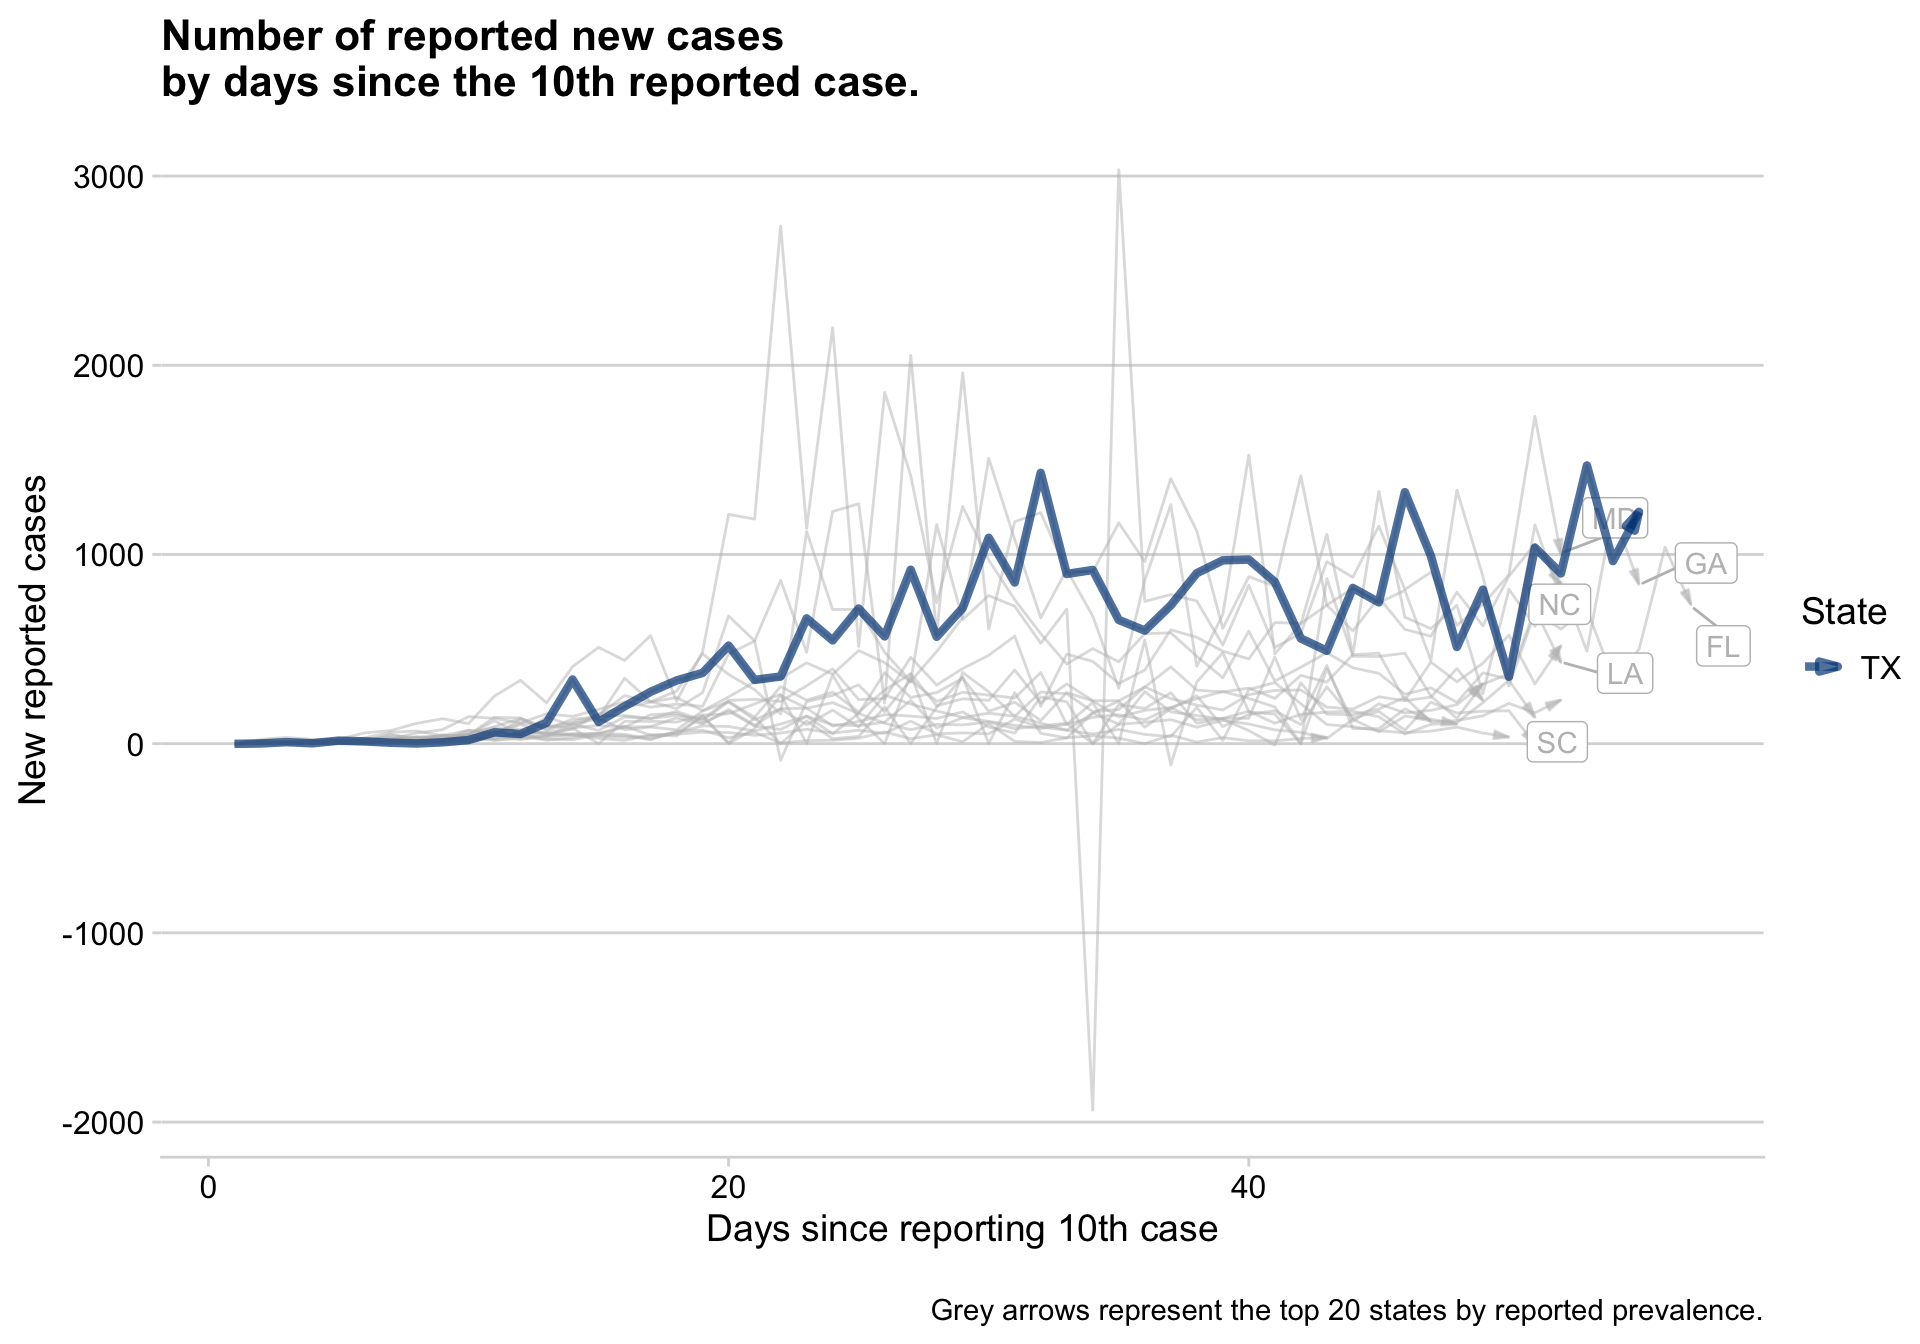 Number of reported new cases
by days since the 10th reported case.
3000
2000
1000
0
-1000
-2000
New reported cases
MD
GA
NC
FL
LA
SC
State
TX
0
20
40
Days since reporting 10th case
Grey arrows represent the top 20 states by reported prevalence.